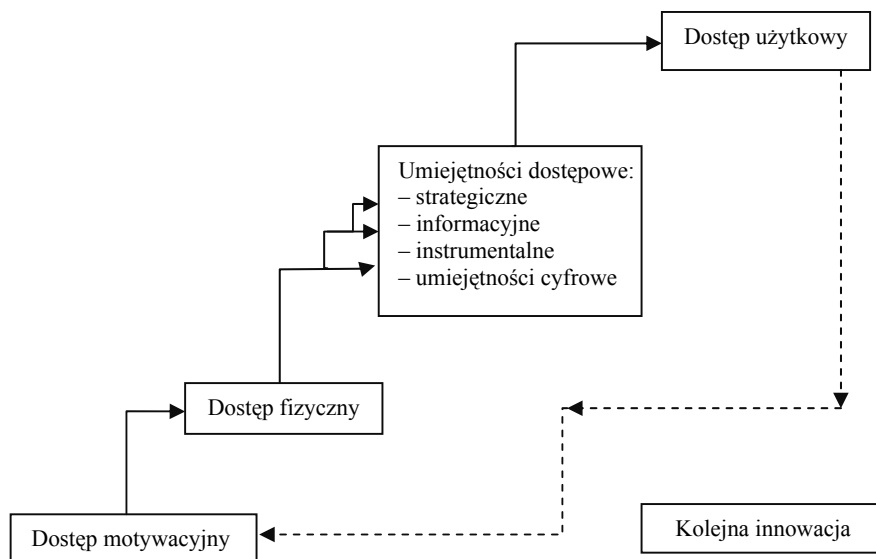 Dostęp użytkowy
Umiejętności dostępowe:
– strategiczne
– informacyjne
– instrumentalne
– umiejętności cyfrowe
Dostęp fizyczny
Dostęp motywacyjny
Kolejna innowacja